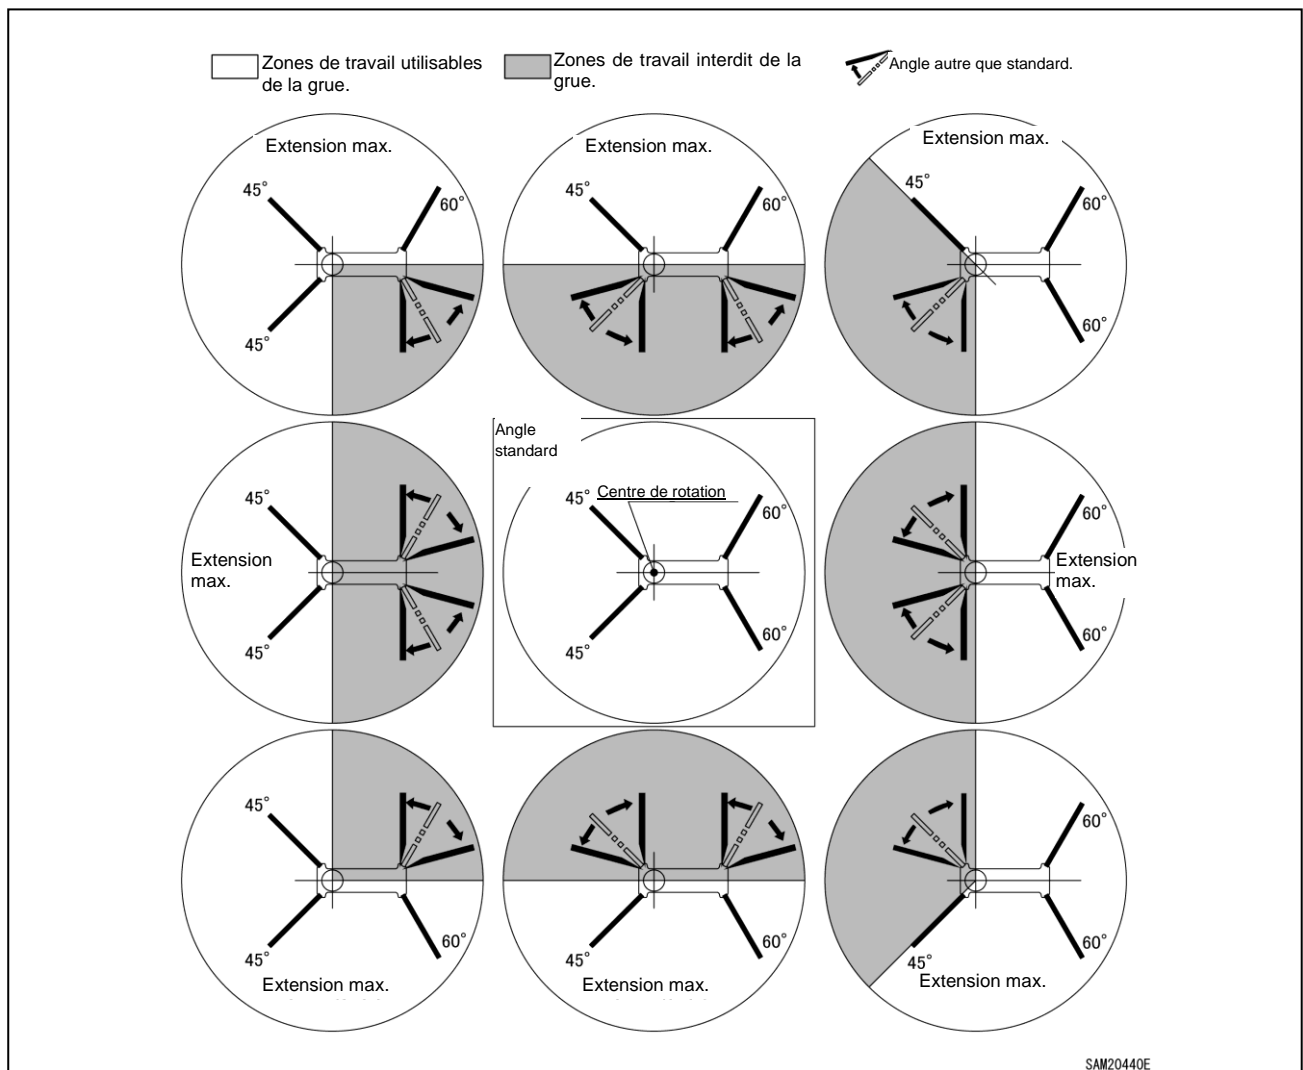 Zones de travail utilisables
de la grue.
Zones de travail interdit de la
grue.
Angle autre que standard.
Extension max.
45°
60°
45°
Extension max.
45°
60°
Extension max.
45°
60°
60°
45°
Extension
max.
45°
Angle
standard
45°
Centre de rotation
60°
45°
60°
60°
Extension
max.
60°
45°
45°
60°
Extension max.
45°
60°
Extension max.
60°
45°
60°
Extension max.
SAM20440E